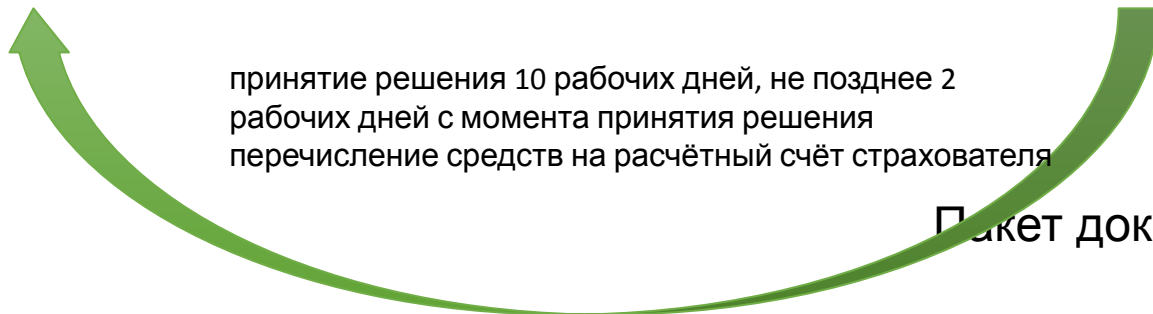 принятие решения 10 рабочих дней, не позднее 2
рабочих дней с момента принятия решения
перечисление средств на расчётный счёт страхователя
Пакет док